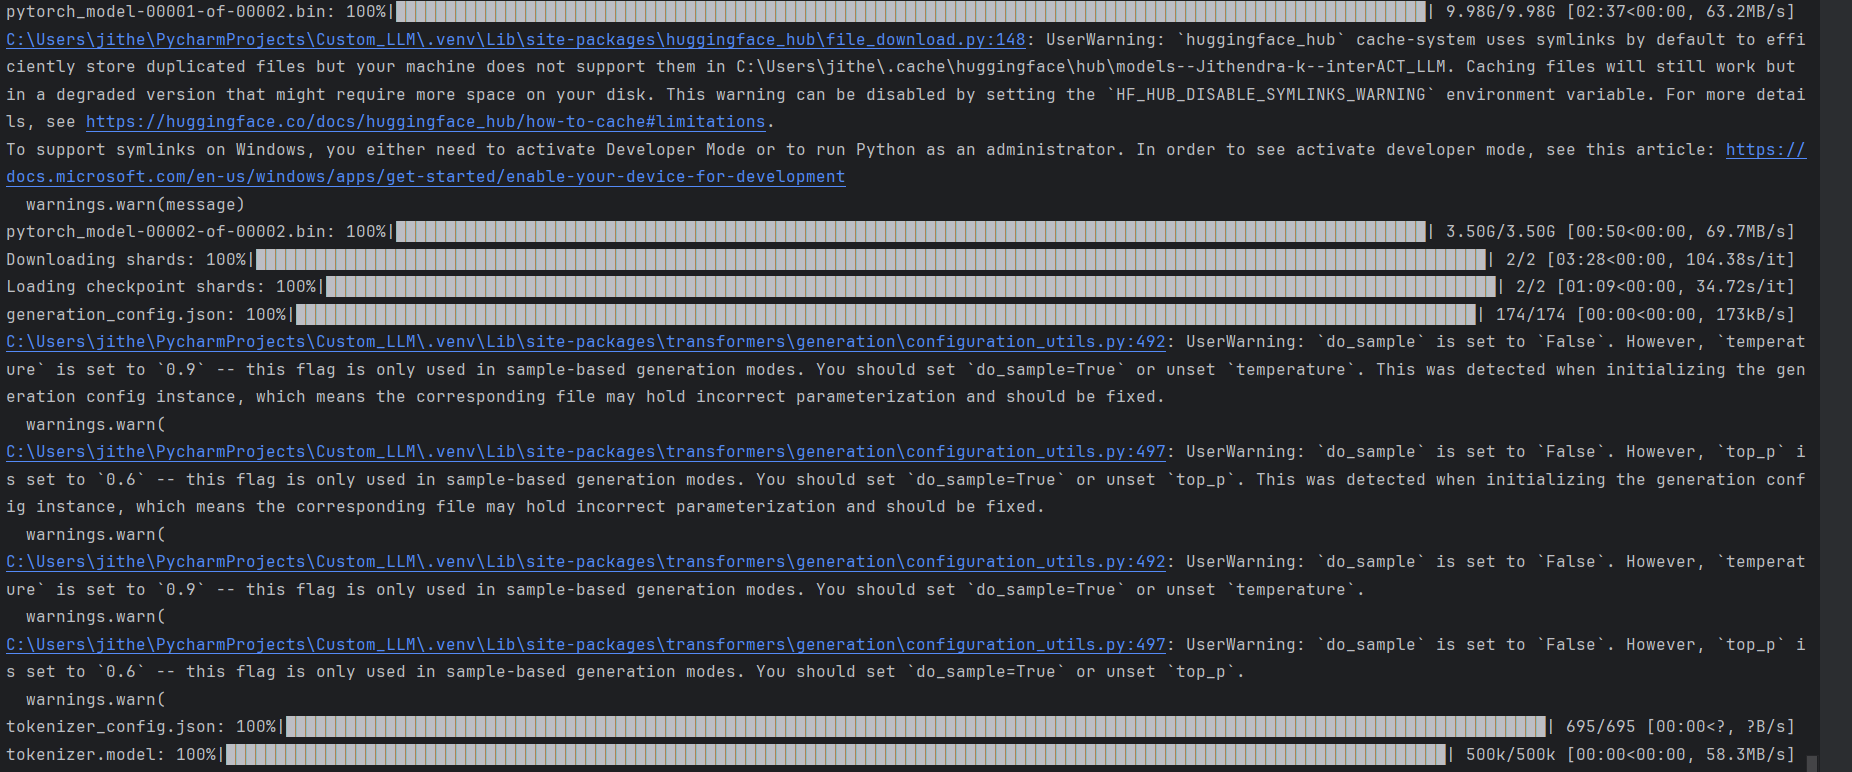 pytorch_model-00001-of-00002.bin: 100%|██████████| 9.98G/9.98G [02:37<00:00, 63.2MB/s]
C:\Users\jithe\PycharmProjects\Custom_LLM\.venv\Lib\site-packages\huggingface_hub\file_download.py:148: UserWarning: `huggingface_hub` cache-system uses symlinks by default to effi
ciently store duplicated files but your machine does not support them in C:\Users\jithe\.cache\huggingface\hub\models--Jithendra-k--interACT_LLM. Caching files will still work but
in a degraded version that might require more space on your disk. This warning can be disabled by setting the `HF_HUB_DISABLE_SYMLINKS_WARNING` environment variable. For more detai
ls, see https://huggingface.co/docs/huggingface_hub/how-to-cache#limitations.
To support symlinks on Windows, you either need to activate Developer Mode or to run Python as an administrator. In order to see activate developer mode, see this article: https://
docs.microsoft.com/en-us/windows/apps/get-started/enable-your-device-for-development
  warnings.warn(message)
pytorch_model-00002-of-00002.bin: 100%|██████████| 3.50G/3.50G [00:50<00:00, 69.7MB/s]
Downloading shards: 100%|██████████| 2/2 [03:28<00:00, 104.38s/it]
Loading checkpoint shards: 100%|██████████| 2/2 [01:09<00:00, 34.72s/it]
generation_config.json: 100%|██████████| 174/174 [00:00<00:00, 173kB/s]
C:\Users\jithe\PycharmProjects\Custom_LLM\.venv\Lib\site-packages\transformers\generation\configuration_utils.py:492: UserWarning: `do_sample` is set to `False`. However, `temperat
ure` is set to `0.9` -- this flag is only used in sample-based generation modes. You should set `do_sample=True` or unset `temperature`. This was detected when initializing the gen
eration config instance, which means the corresponding file may hold incorrect parameterization and should be fixed.
  warnings.warn(
C:\Users\jithe\PycharmProjects\Custom_LLM\.venv\Lib\site-packages\transformers\generation\configuration_utils.py:497: UserWarning: `do_sample` is set to `False`. However, `top_p` i
s set to `0.6` -- this flag is only used in sample-based generation modes. You should set `do_sample=True` or unset `top_p`. This was detected when initializing the generation conf
ig instance, which means the corresponding file may hold incorrect parameterization and should be fixed.
  warnings.warn(
C:\Users\jithe\PycharmProjects\Custom_LLM\.venv\Lib\site-packages\transformers\generation\configuration_utils.py:492: UserWarning: `do_sample` is set to `False`. However, `temperat
ure` is set to `0.9` -- this flag is only used in sample-based generation modes. You should set `do_sample=True` or unset `temperature`.
  warnings.warn(
C:\Users\jithe\PycharmProjects\Custom_LLM\.venv\Lib\site-packages\transformers\generation\configuration_utils.py:497: UserWarning: `do_sample` is set to `False`. However, `top_p` i
s set to `0.6` -- this flag is only used in sample-based generation modes. You should set `do_sample=True` or unset `top_p`.
  warnings.warn(
tokenizer_config.json: 100%|██████████| 695/695 [00:00<?, ?B/s]
tokenizer.model: 100%|██████████| 500k/500k [00:00<00:00, 58.3MB/s]